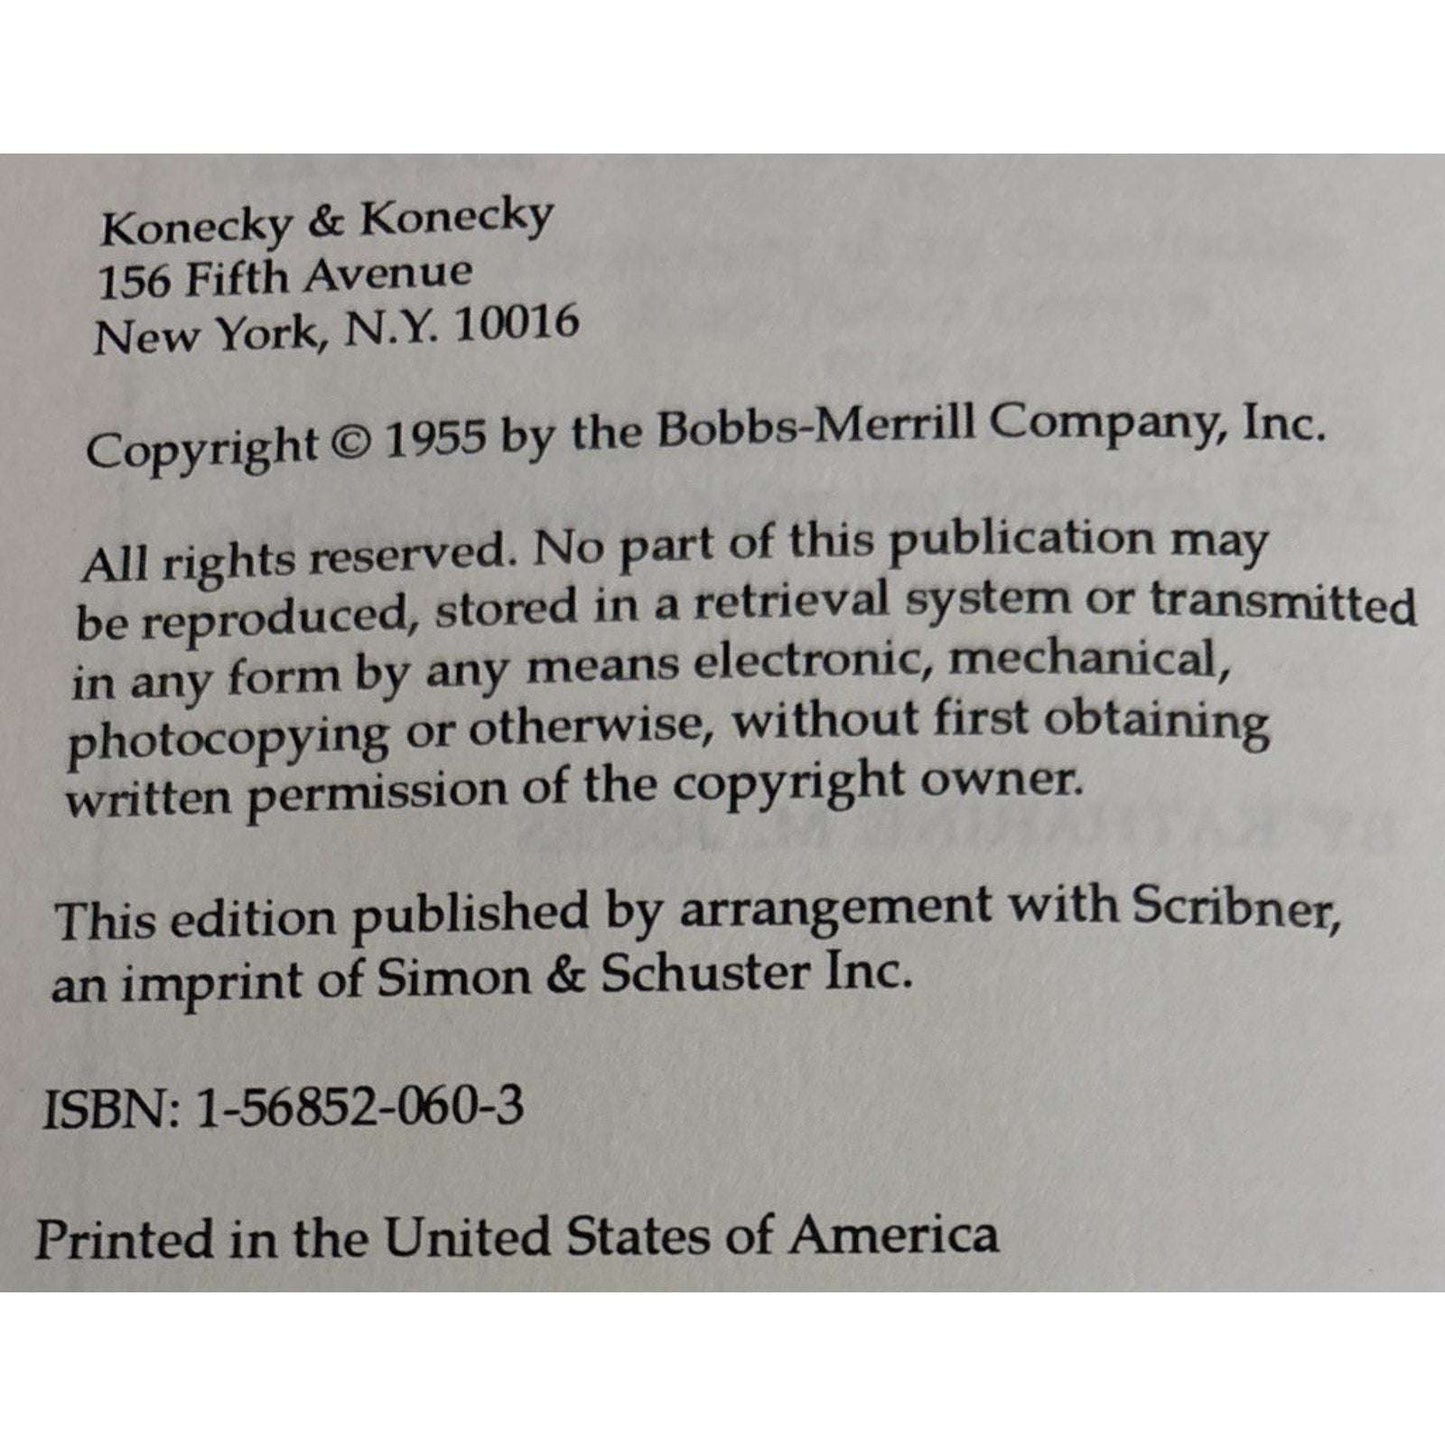 Konecky & Konecky
156 Fifth Avenue
New York, N.Y. 10016
Copyright © 1955 by the Bobbs-Merrill Company, Inc.
All rights reserved. No part of this publication may
be reproduced, stored in a retrieval system or transmitted
in any form by any means electronic, mechanical,
photocopying or otherwise, without first obtaining
written permission of the copyright owner.
This edition published by arrangement with Scribner,
an imprint of Simon & Schuster Inc.
ISBN: 1-56852-060-3
Printed in the United States of America